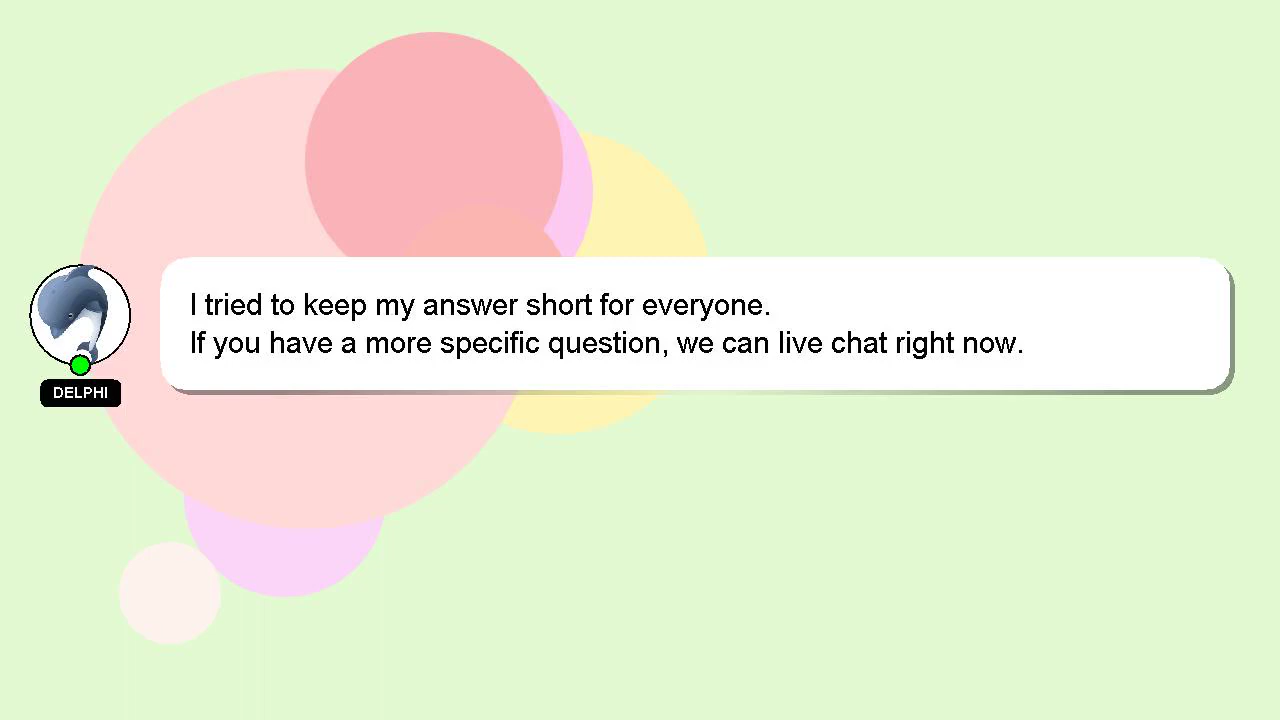 I tried to keep my answer short for everyone.
If you have a more specific question, we can live chat right now.
DELPHI